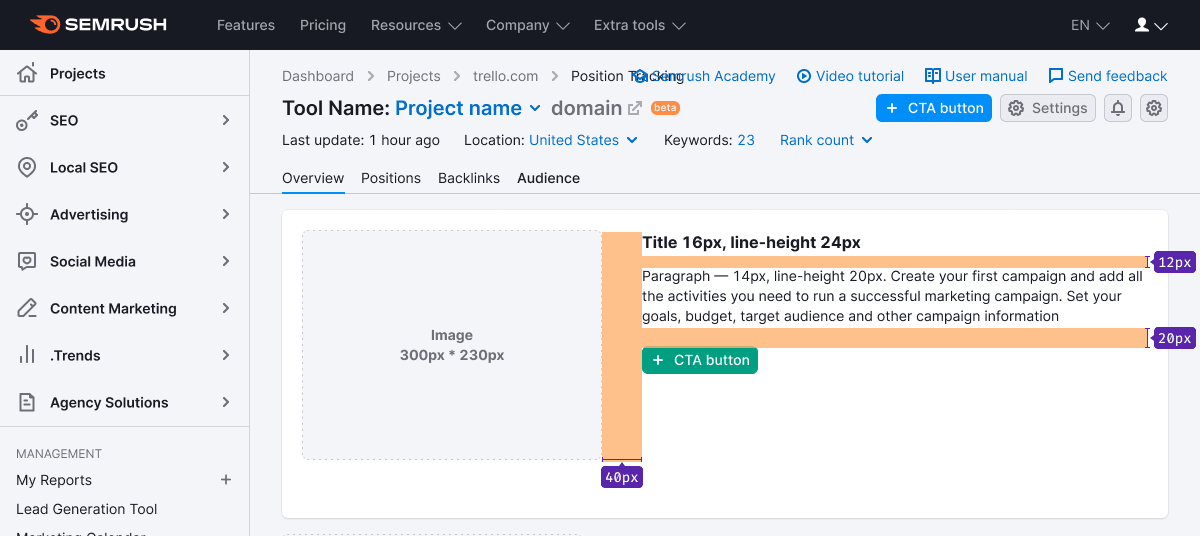 SEMRUSH Features Pricing Resources Company Extra tools EN
Projects
SEO
Local SEO
Advertising
Social Media
Content Marketing
.Trends
Agency Solutions
MANAGEMENT
My Reports +
Lead Generation Tool
Marketing Calendar
Dashboard > Projects > trello.com > Position Tracking
Semrush Academy Video tutorial User manual Send feedback
Tool Name: Project name domain beta
+ CTA button Settings
Last update: 1 hour ago Location: United States Keywords: 23 Rank count
Overview Positions Backlinks Audience
Image
300px * 230px
Title 16px, line-height 24px
12px
Paragraph — 14px, line-height 20px. Create your first campaign and add all
the activities you need to run a successful marketing campaign. Set your
goals, budget, target audience and other campaign information
20px
+ CTA button
40px